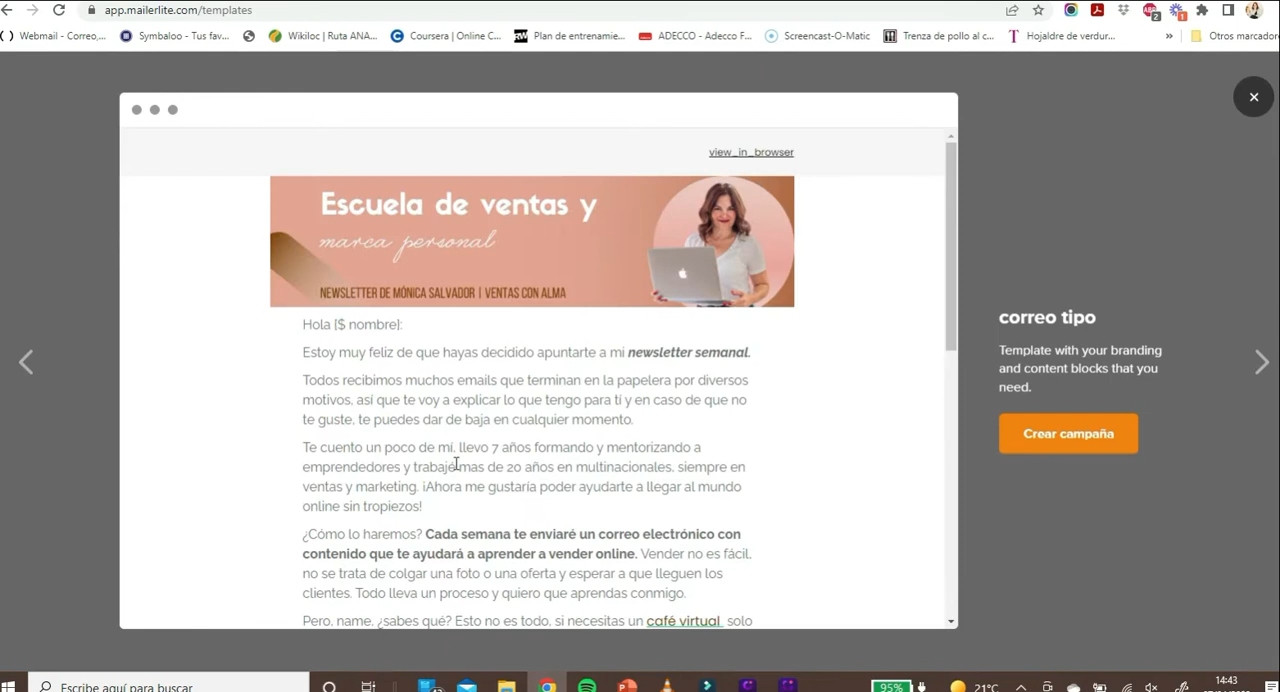 app.mailerlite.com/templates
Webmail - Correo,... Symbaloo - Tus fav... Wikiloc | Ruta ANA... Coursera | Online C... RW Plan de entrenamie... ADECCO - Adecco F... Screencast-O-Matic Trenza de pollo al c... T Hojaldre de verdur... » Otros marcador
view_in_browser
Escuela de ventas y
marca personal
NEWSLETTER DE MÓNICA SALVADOR | VENTAS CON ALMA
Hola [$ nombre]:
Estoy muy feliz de que hayas decidido apuntarte a mi newsletter semanal.
Todos recibimos muchos emails que terminan en la papelera por diversos
motivos, así que te voy a explicar lo que tengo para tí y en caso de que no
te guste, te puedes dar de baja en cualquier momento.
Te cuento un poco de mí, llevo 7 años formando y mentorizando a
emprendedores y trabajé mas de 20 años en multinacionales, siempre en
ventas y marketing. ¡Ahora me gustaría poder ayudarte a llegar al mundo
online sin tropiezos!
¿Cómo lo haremos? Cada semana te enviaré un correo electrónico con
contenido que te ayudará a aprender a vender online. Vender no es fácil,
no se trata de colgar una foto o una oferta y esperar a que lleguen los
clientes. Todo lleva un proceso y quiero que aprendas conmigo.
Pero, name, ¿sabes qué? Esto no es todo, si necesitas un café virtual solo
correo tipo
Template with your branding
and content blocks that you
need.
Crear campaña
Escribe aquí para buscar
95% 21°C 14:43